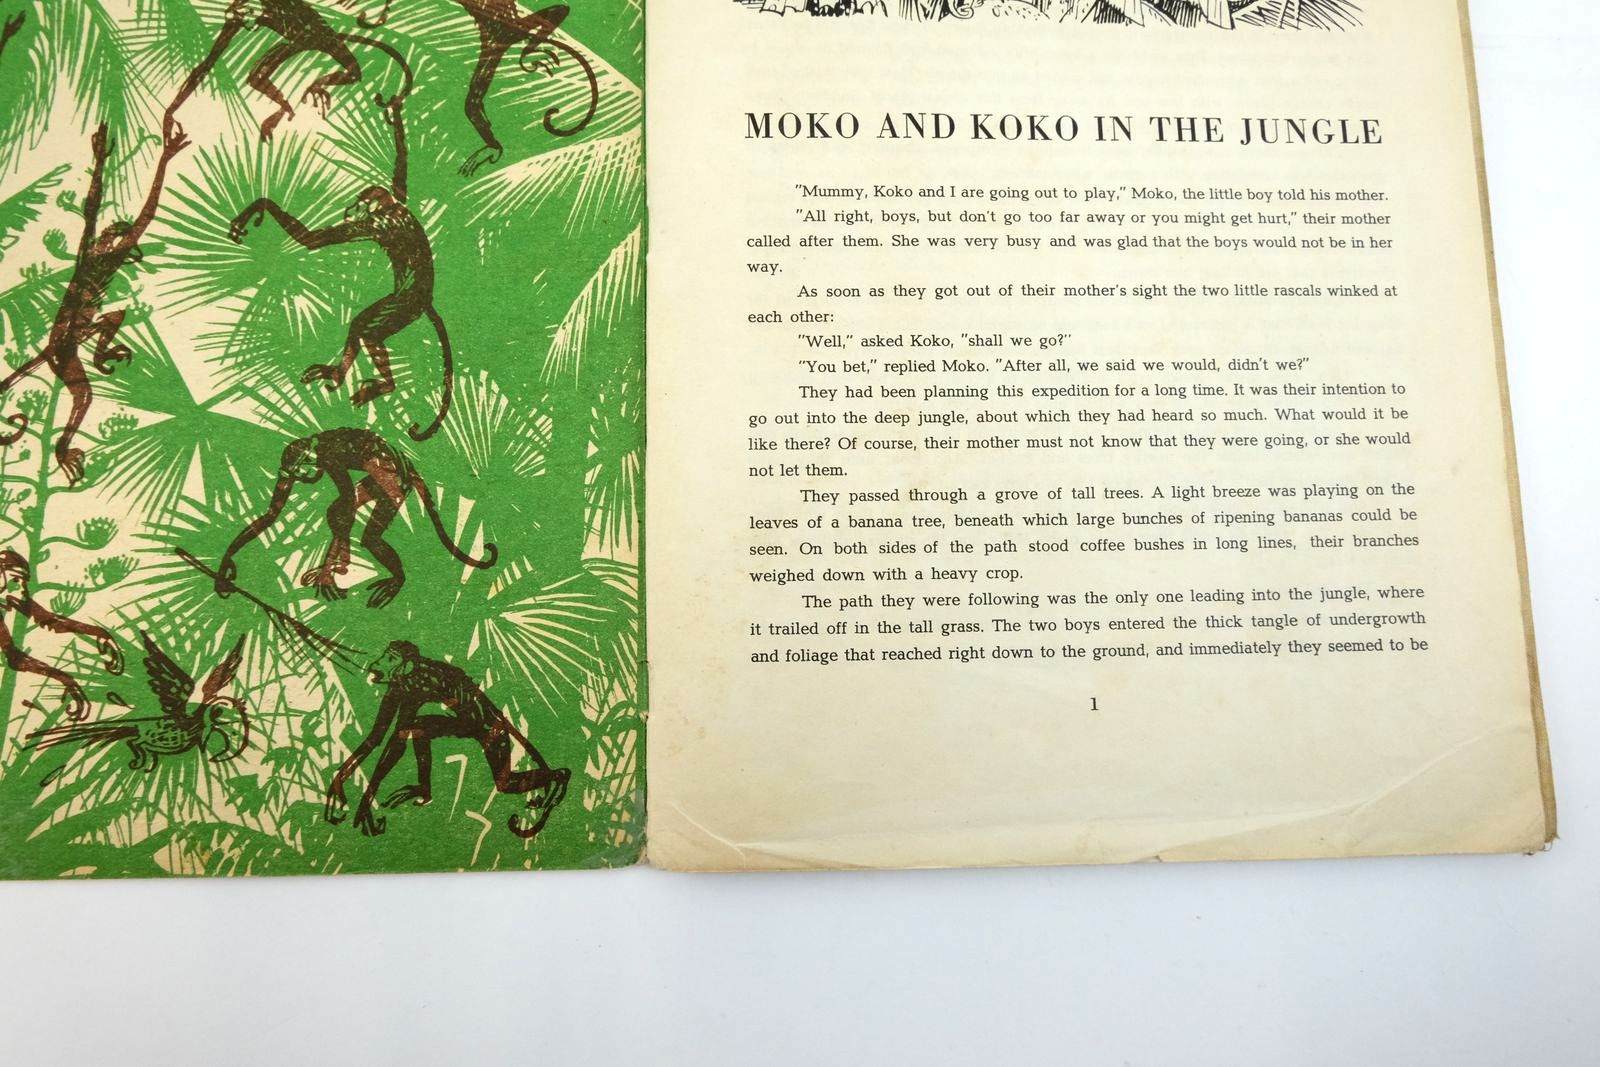 MOKO AND KOKO IN THE JUNGLE
"Mummy, Koko and I are going out to play," Moko, the little boy told his mother.
"All right, boys, but don't go too far away or you might get hurt," their mother
called after them. She was very busy and was glad that the boys would not be in her
way.
As soon as they got out of their mother's sight the two little rascals winked at
each other:
"Well," asked Koko, "shall we go?"
"You bet," replied Moko. "After all, we said we would, didn't we?"
They had been planning this expedition for a long time. It was their intention to
go out into the deep jungle, about which they had heard so much. What would it be
like there? Of course, their mother must not know that they were going, or she would
not let them.
They passed through a grove of tall trees. A light breeze was playing on the
leaves of a banana tree, beneath which large bunches of ripening bananas could be
seen. On both sides of the path stood coffee bushes in long lines, their branches
weighed down with a heavy crop.
The path they were following was the only one leading into the jungle, where
it trailed off in the tall grass. The two boys entered the thick tangle of undergrowth
and foliage that reached right down to the ground, and immediately they seemed to be
1